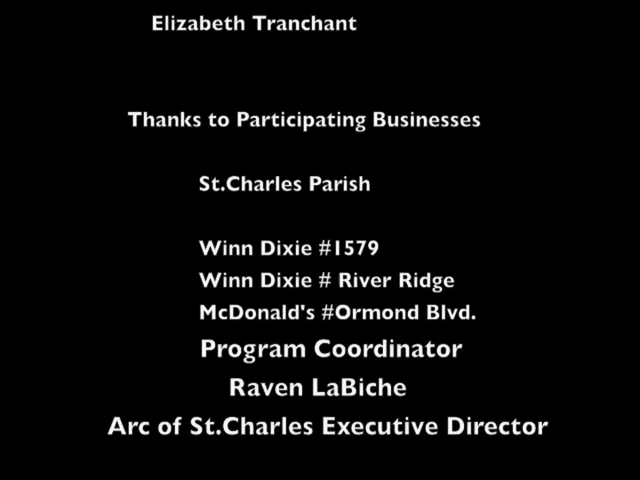 Elizabeth Tranchant
Thanks to Participating Businesses
St.Charles Parish
Winn Dixie #1579
Winn Dixie # River Ridge
McDonald's #Ormond Blvd.
Program Coordinator
Raven LaBiche
Arc of St.Charles Executive Director